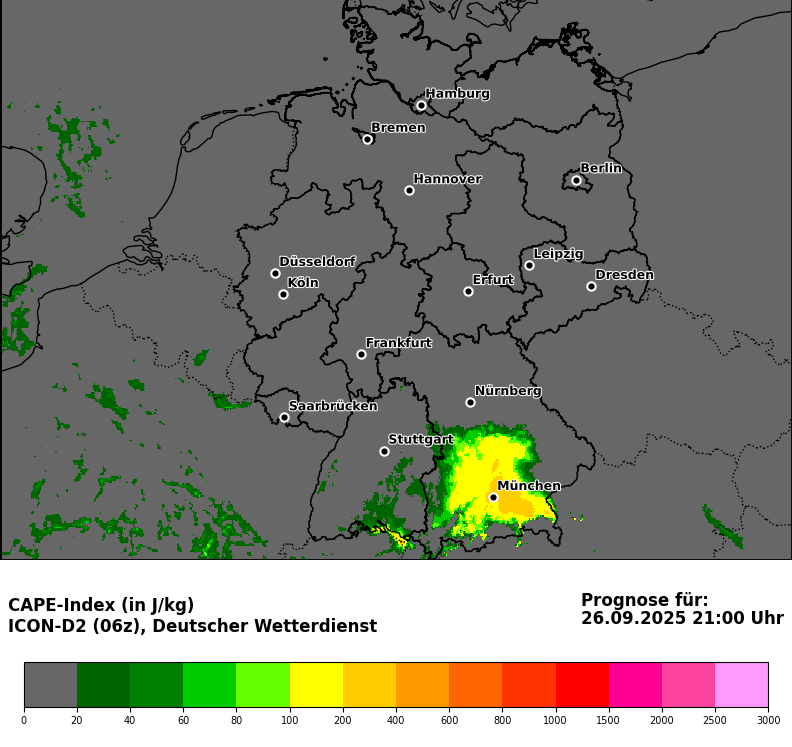 Hamburg
Bremen
Berlin
Hannover
Leipzig
Düsseldorf
Dresden
Erfurt
Köln
Frankfurt
Nürnberg
Saarbrücken
Stuttgart
München
CAPE-Index (in J/kg)
ICON-D2 (06z), Deutscher Wetterdienst
Prognose für:
26.09.2025 21:00 Uhr
0 20 40 60 80 100 200 400 600 800 1000 1500 2000 2500 3000